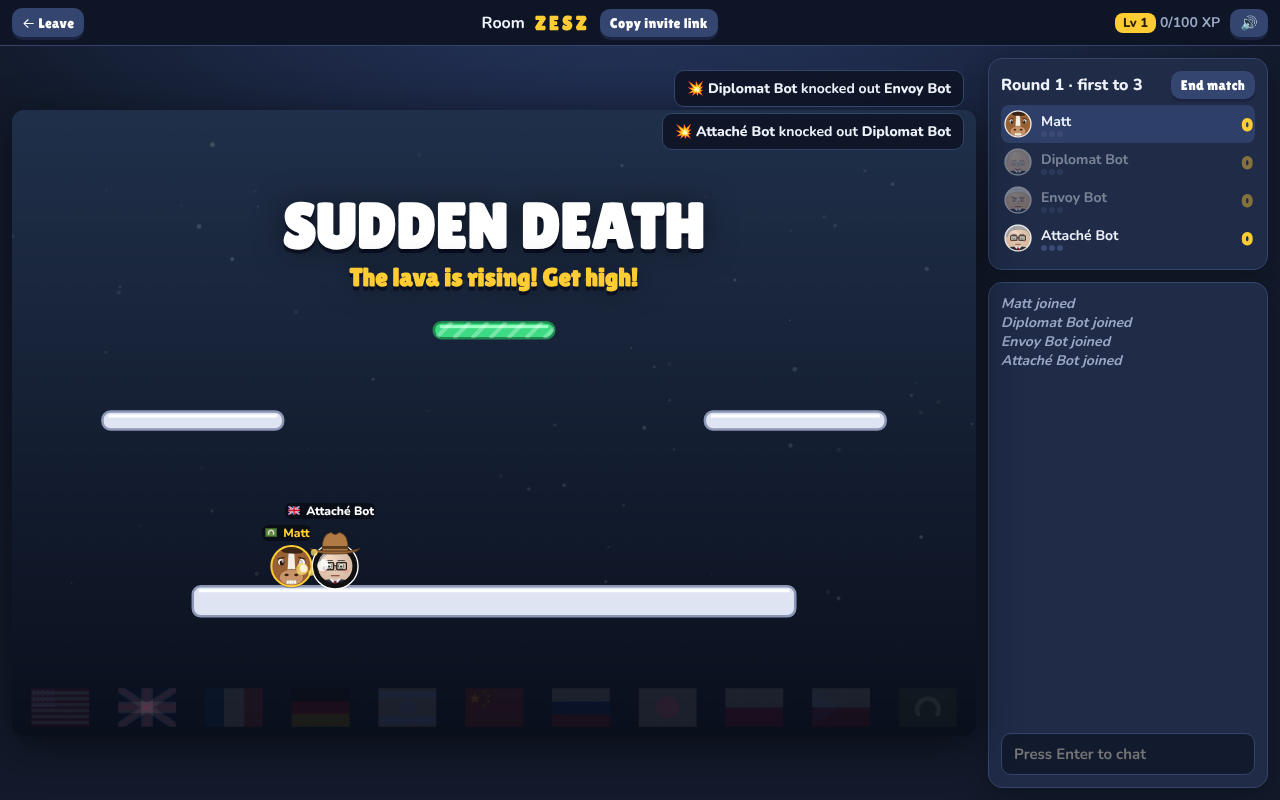 ← Leave
Room ZESZ
Copy invite link
Lv 1
0/100 XP
💥 Diplomat Bot knocked out Envoy Bot
💥 Attaché Bot knocked out Diplomat Bot
SUDDEN DEATH
The lava is rising! Get high!
Attaché Bot
Matt
Round 1 · first to 3
End match
Matt 0
Diplomat Bot 0
Envoy Bot 0
Attaché Bot 0
Matt joined
Diplomat Bot joined
Envoy Bot joined
Attaché Bot joined
Press Enter to chat